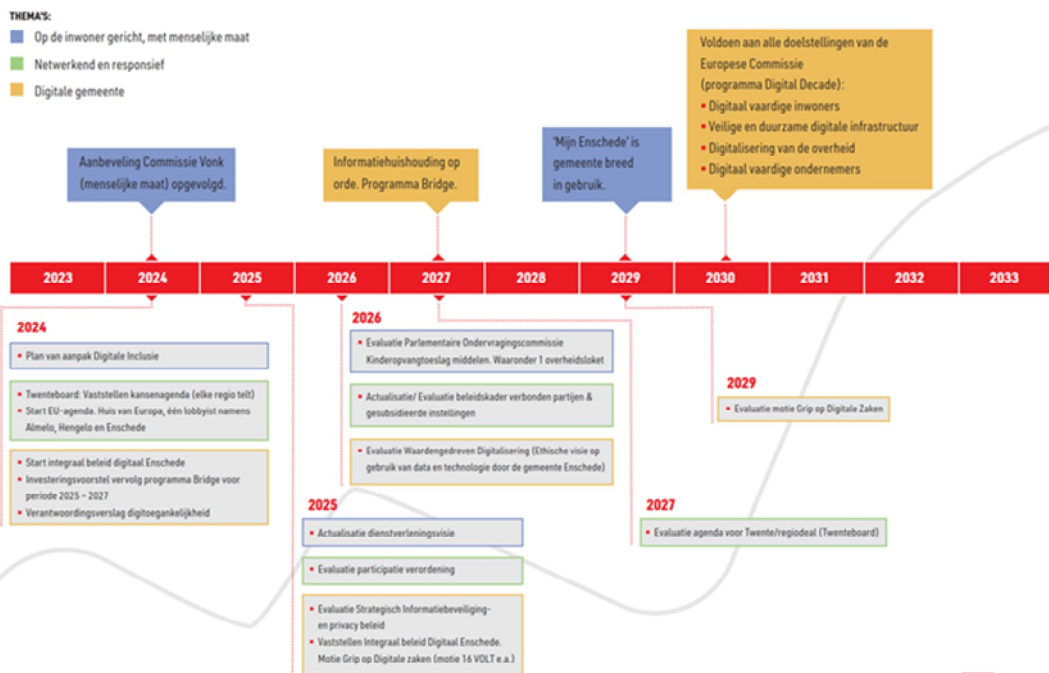 THEMA'S:
Op de inwoner gericht, met menselijke maat
Netwerkend en responsief
Digitale gemeente
Aanbeveling Commissie Vonk
(menselijke maat) opgevolgd.
Informatiehuishouding op
orde. Programma Bridge.
'Mijn Enschede' is
gemeente breed
in gebruik.
Voldoen aan alle doelstellingen van de
Europese Commissie
(programma Digital Decade):
▪ Digitaal vaardige inwoners
▪ Veilige en duurzame digitale infrastructuur
▪ Digitalisering van de overheid
▪ Digitaal vaardige ondernemers
2023 2024 2025 2026 2027 2028 2029 2030 2031 2032 2033
2024
▪ Plan van aanpak Digitale Inclusie
▪ Twenteboard: Vaststellen kansenagenda (elke regio telt)
▪ Start EU-agenda. Huis van Europa, één lobbyist namens
Almelo, Hengelo en Enschede
▪ Start integraal beleid digitaal Enschede
▪ Investeringsvoorstel vervolg programma Bridge voor
periode 2025 – 2027
▪ Verantwoordingsverslag digitoegankelijkheid
2026
▪ Evaluatie Parlementaire Ondervragingscommissie
Kinderopvangtoeslag middelen. Waaronder 1 overheidsloket
▪ Actualisatie/ Evaluatie beleidskader verbonden partijen &
gesubsidieerde instellingen
▪ Evaluatie Waardengedreven Digitalisering (Ethische visie op
gebruik van data en technologie door de gemeente Enschede)
2025
▪ Actualisatie dienstverleningsvisie
▪ Evaluatie participatie verordening
▪ Evaluatie Strategisch Informatiebeveiliging-
en privacy beleid
▪ Vaststellen Integraal beleid Digitaal Enschede.
Motie Grip op Digitale zaken (motie 16 VOLT e.a.)
2027
▪ Evaluatie agenda voor Twente/regiodeal (Twenteboard)
2029
▪ Evaluatie motie Grip op Digitale Zaken